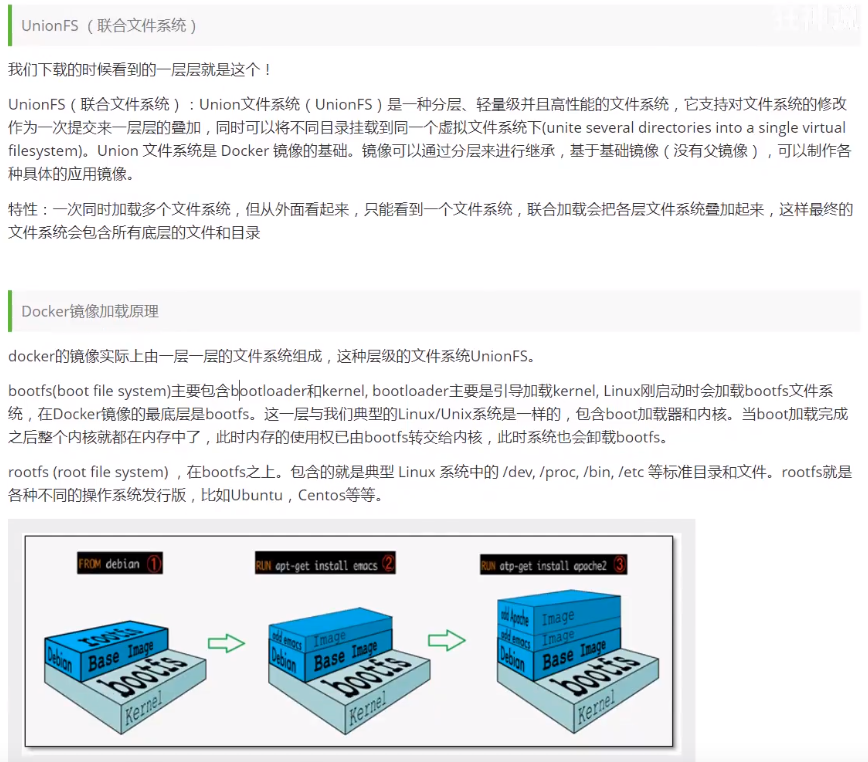 狂神说
UnionFS （联合文件系统）
我们下载的时候看到的一层层就是这个！
UnionFS（联合文件系统）：Union文件系统（UnionFS）是一种分层、轻量级并且高性能的文件系统，它支持对文件系统的修改
作为一次提交来一层层的叠加，同时可以将不同目录挂载到同一个虚拟文件系统下(unite several directories into a single virtual
filesystem)。Union 文件系统是 Docker 镜像的基础。镜像可以通过分层来进行继承，基于基础镜像（没有父镜像），可以制作各
种具体的应用镜像。
特性：一次同时加载多个文件系统，但从外面看起来，只能看到一个文件系统，联合加载会把各层文件系统叠加起来，这样最终的
文件系统会包含所有底层的文件和目录
Docker镜像加载原理
docker的镜像实际上由一层一层的文件系统组成，这种层级的文件系统UnionFS。
bootfs(boot file system)主要包含bootloader和kernel, bootloader主要是引导加载kernel, Linux刚启动时会加载bootfs文件系
统，在Docker镜像的最底层是bootfs。这一层与我们典型的Linux/Unix系统是一样的，包含boot加载器和内核。当boot加载完成
之后整个内核就都在内存中了，此时内存的使用权已由bootfs转交给内核，此时系统也会卸载bootfs。
rootfs (root file system) ，在bootfs之上。包含的就是典型 Linux 系统中的 /dev, /proc, /bin, /etc 等标准目录和文件。rootfs就是
各种不同的操作系统发行版，比如Ubuntu，Centos等等。
FROM debian ①
RUN apt-get install emacs ②
RUN atp-get install apache2 ③
rootfs
Debian
Base Image
bootfs
Kernel
add emacs
Image
Debian
Base Image
bootfs
Kernel
add Apache
Image
add emacs
Image
Debian
Base Image
bootfs
Kernel